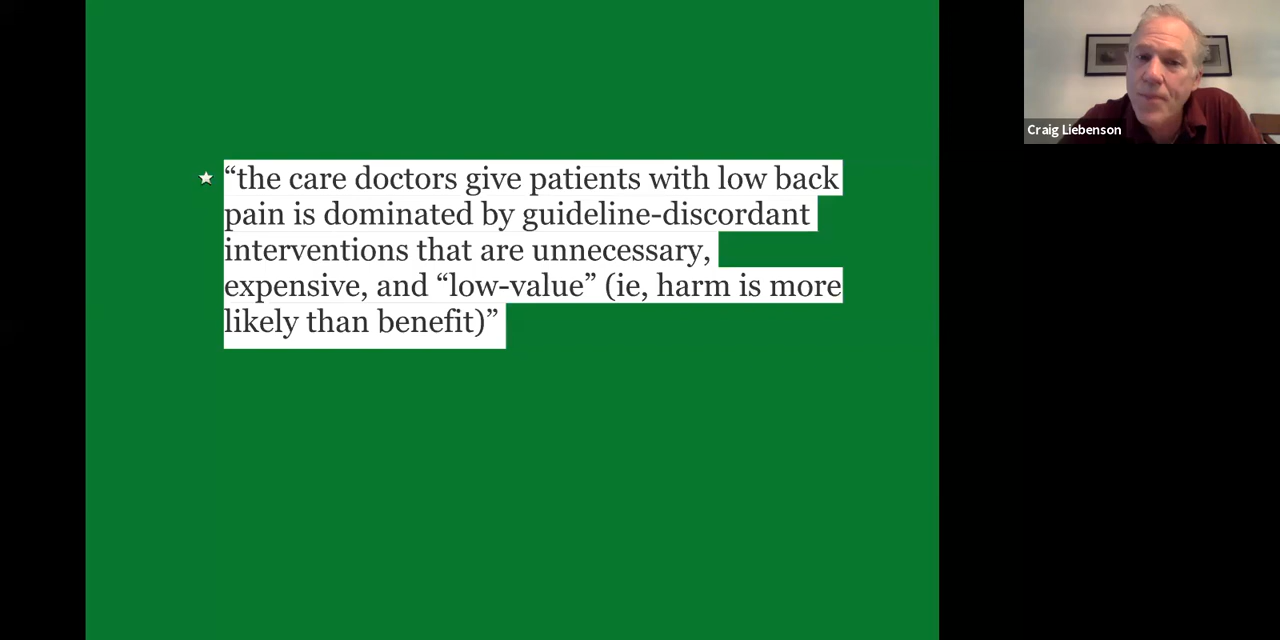 “the care doctors give patients with low back
pain is dominated by guideline-discordant
interventions that are unnecessary,
expensive, and “low-value” (ie, harm is more
likely than benefit)”
Craig Liebenson